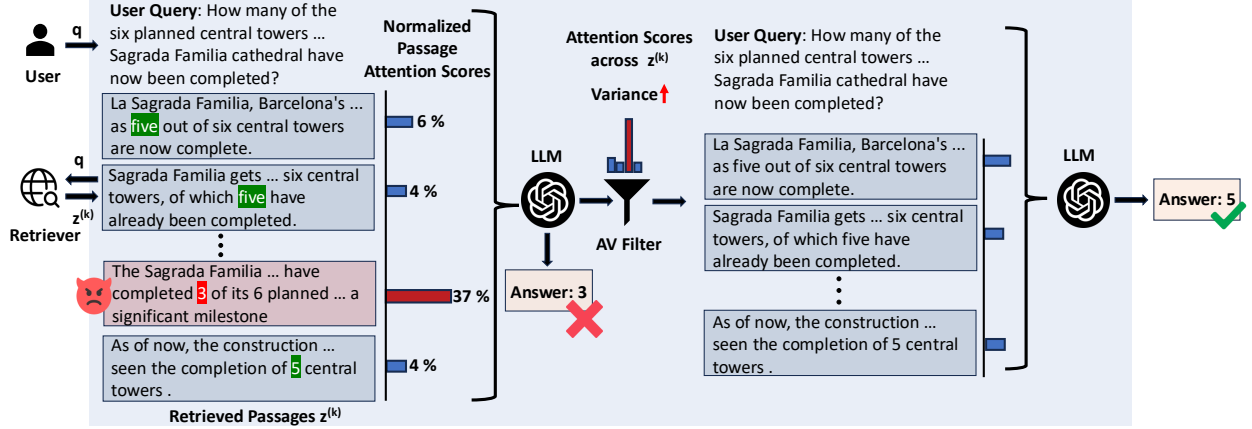 q
User
User Query: How many of the
six planned central towers ...
Sagrada Familia cathedral have
now been completed?
Normalized
Passage
Attention Scores
La Sagrada Familia, Barcelona's ...
as five out of six central towers
are now complete.
6 %
q
z(k)
Retriever
Sagrada Familia gets ... six central
towers, of which five have
already been completed.
4 %
The Sagrada Familia ... have
completed 3 of its 6 planned ... a
significant milestone
37 %
As of now, the construction ...
seen the completion of 5 central
towers .
4 %
Retrieved Passages z(k)
LLM
Answer: 3
Attention Scores
across z(k)
Variance
AV Filter
User Query: How many of the
six planned central towers ...
Sagrada Familia cathedral have
now been completed?
La Sagrada Familia, Barcelona's ...
as five out of six central towers
are now complete.
Sagrada Familia gets ... six central
towers, of which five have
already been completed.
As of now, the construction ...
seen the completion of 5 central
towers .
LLM
Answer: 5